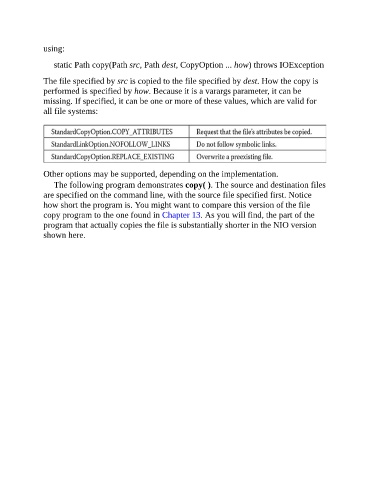 using:
static Path copy(Path src, Path dest, CopyOption ... how) throws IOException
The file specified by src is copied to the file specified by dest. How the copy is
performed is specified by how. Because it is a varargs parameter, it can be
missing. If specified, it can be one or more of these values, which are valid for
all file systems:
StandardCopyOption.COPY_ATTRIBUTES Request that the file's attributes be copied.
StandardLinkOption.NOFOLLOW_LINKS Do not follow symbolic links.
StandardCopyOption.REPLACE_EXISTING Overwrite a preexisting file.
Other options may be supported, depending on the implementation.
The following program demonstrates copy( ). The source and destination files
are specified on the command line, with the source file specified first. Notice
how short the program is. You might want to compare this version of the file
copy program to the one found in Chapter 13. As you will find, the part of the
program that actually copies the file is substantially shorter in the NIO version
shown here.